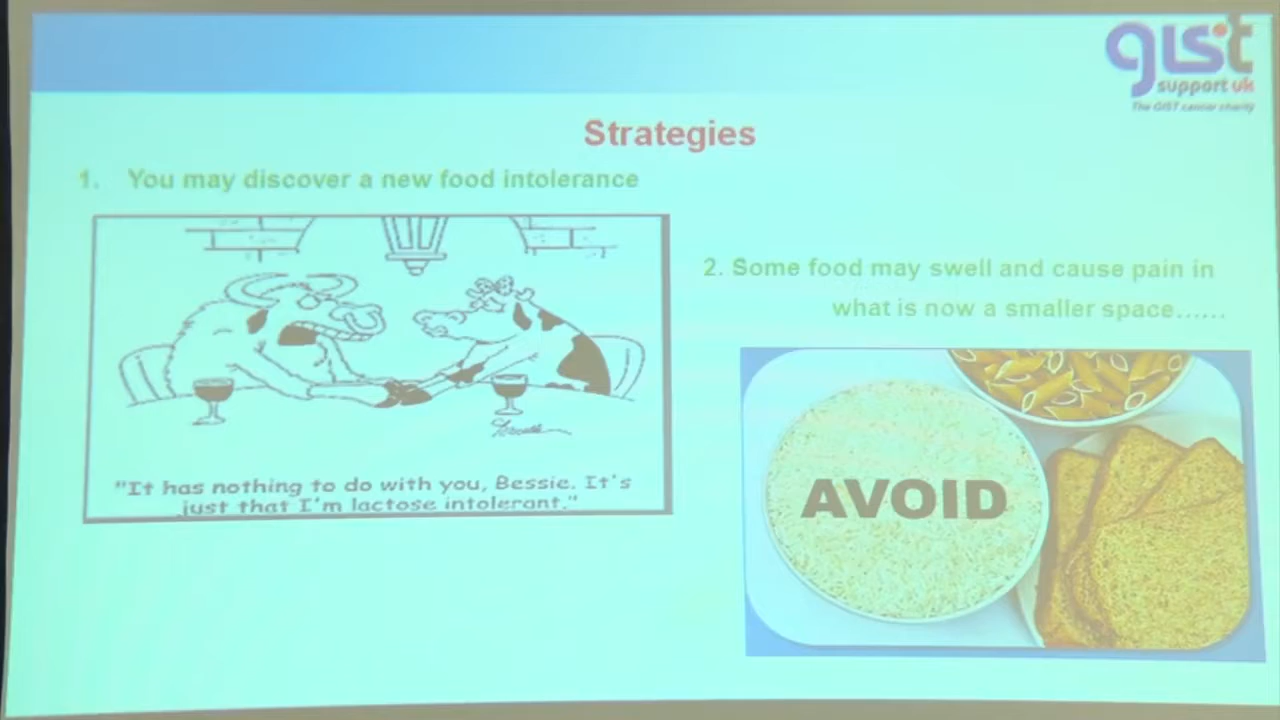 gist
support uk
The GIST cancer charity
Strategies
1. You may discover a new food intolerance
2. Some food may swell and cause pain in
what is now a smaller space......
"It has nothing to do with you, Bessie. It's
just that I'm lactose intolerant."
AVOID